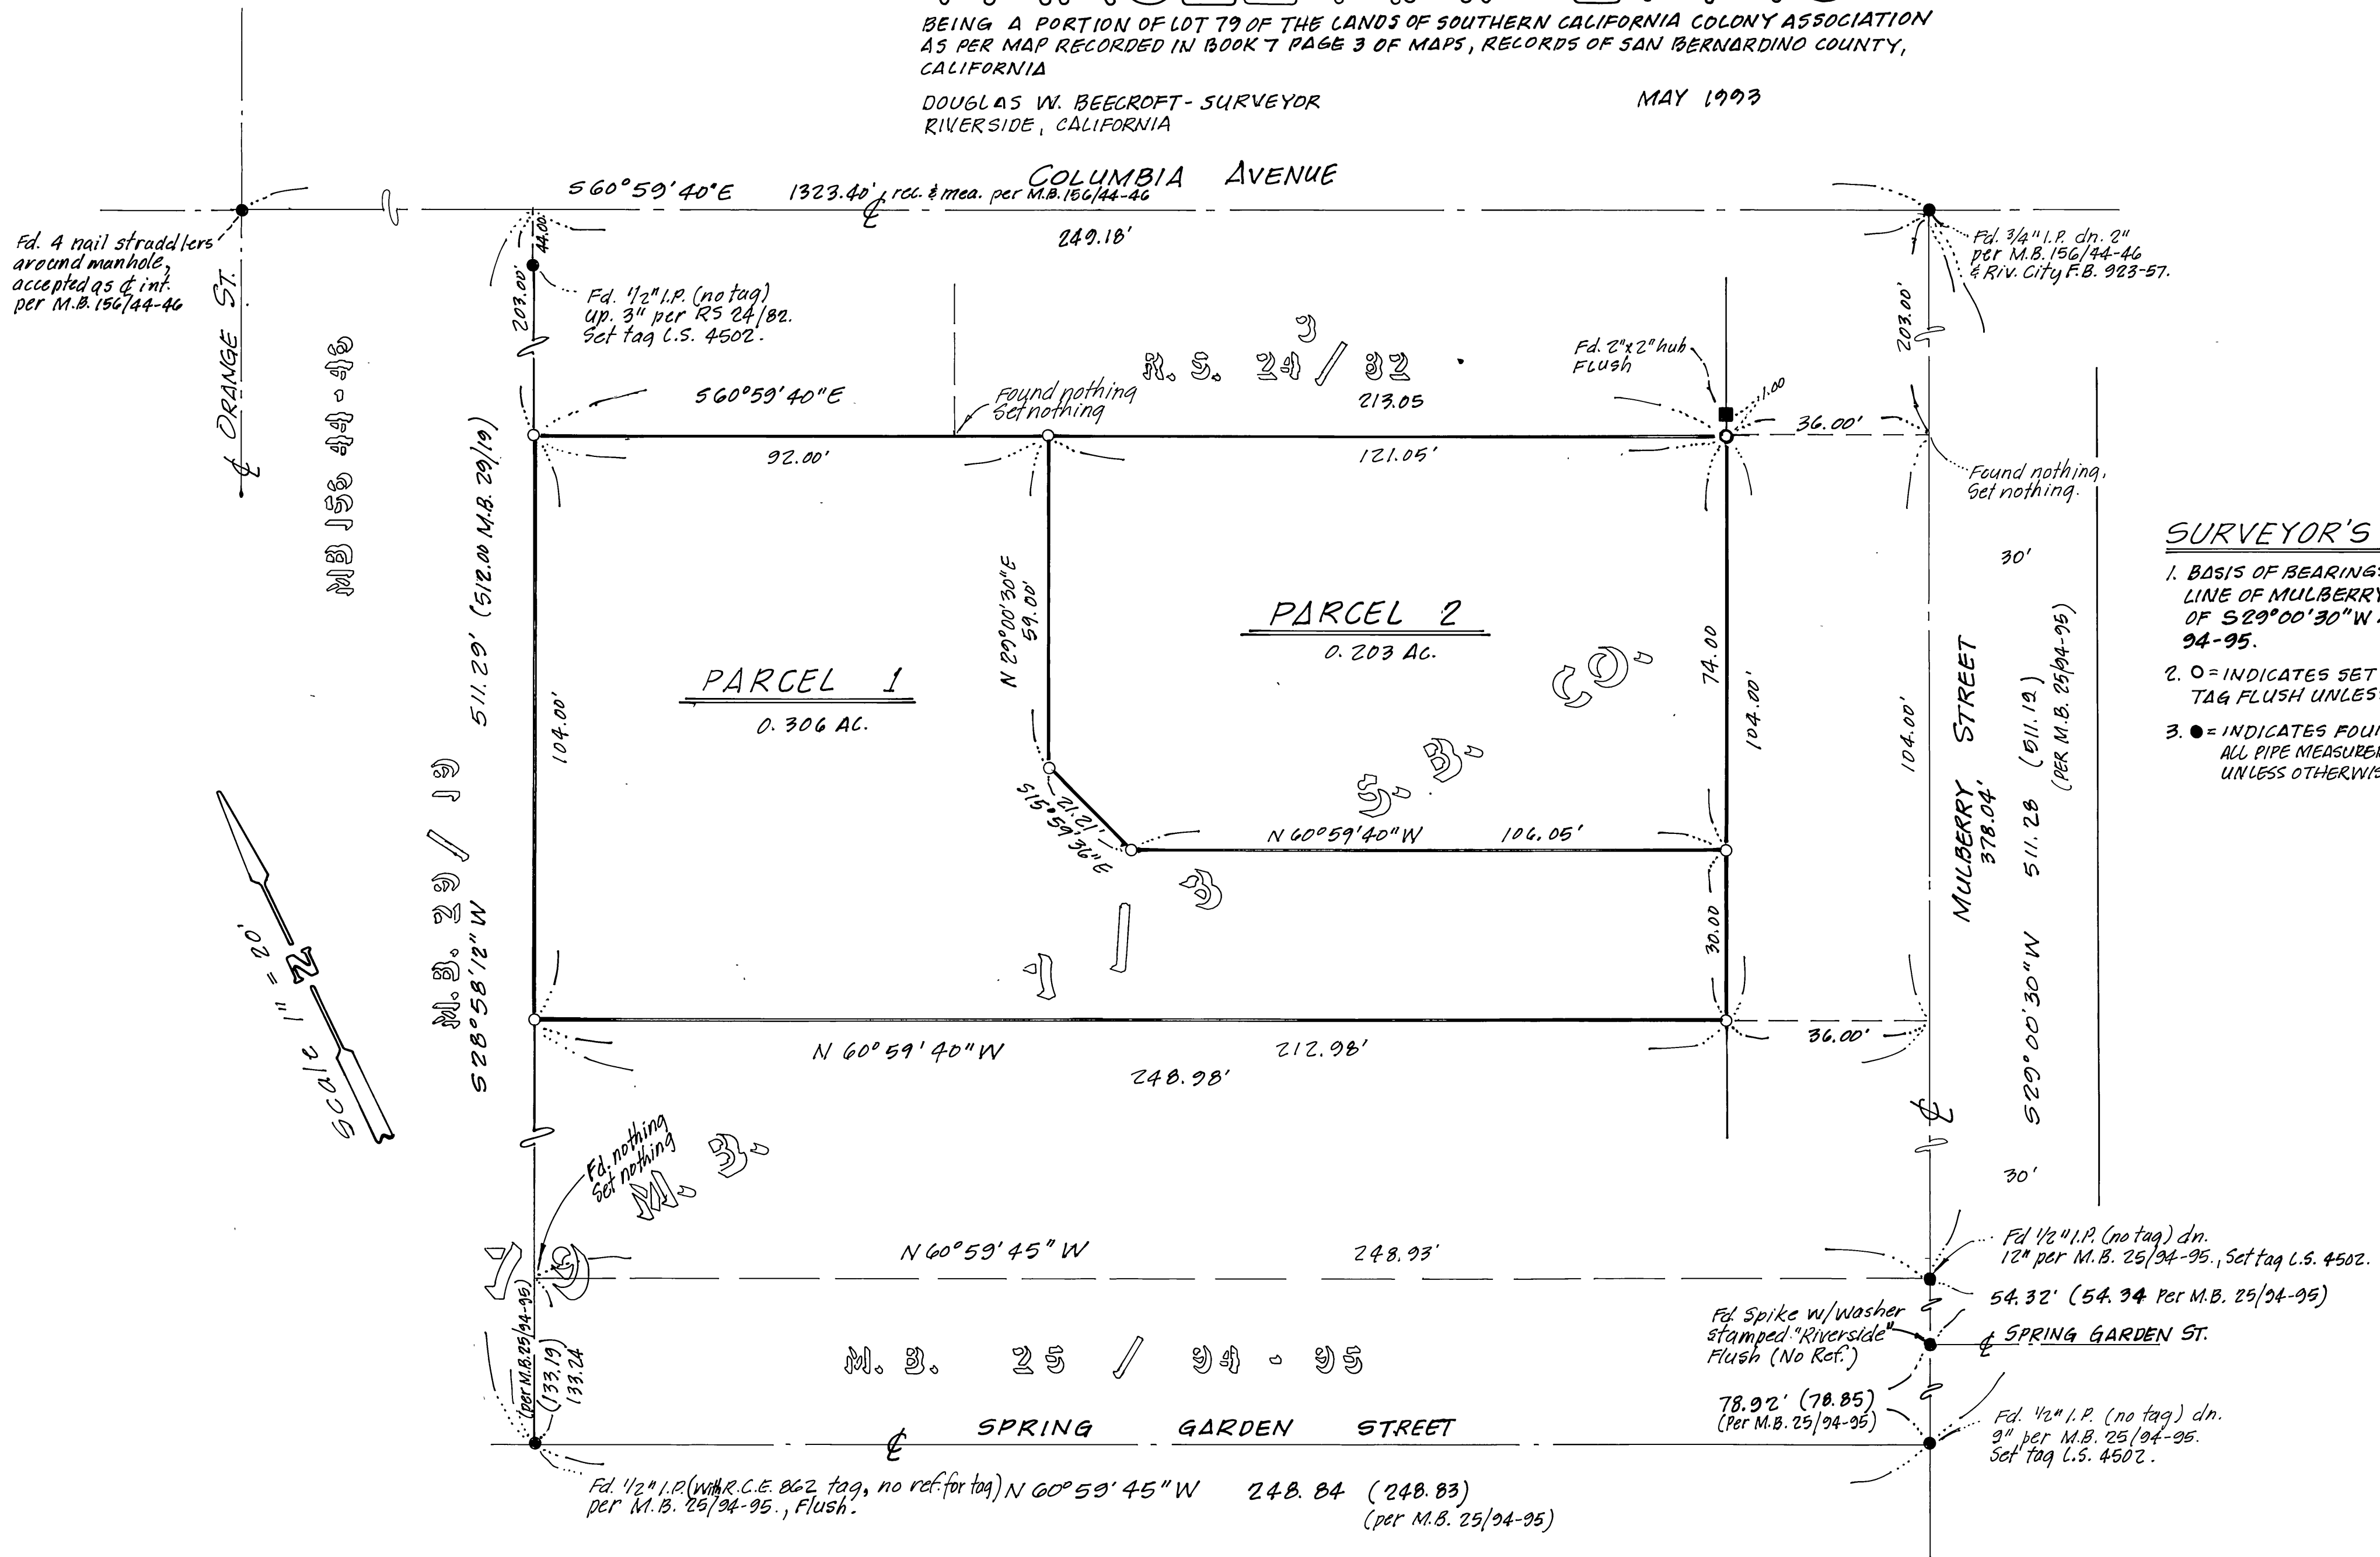 BEING A PORTION OF LOT 79 OF THE LANDS OF SOUTHERN CALIFORNIA COLONY ASSOCIATION
AS PER MAP RECORDED IN BOOK 7 PAGE 3 OF MAPS, RECORDS OF SAN BERNARDINO COUNTY,
CALIFORNIA
DOUGLAS W. BEECROFT - SURVEYOR
MAY 1993
RIVERSIDE, CALIFORNIA
COLUMBIA AVENUE
S 60°59'40"E 1323.40' rec. & mea. per M.B. 156/44-46
249.18'
Fd. 4 nail straddlers
around manhole,
accepted as ℄ int.
per M.B. 156/44-46
℄ ORANGE ST.
MB 156 44-46
44.00
203.00'
Fd. 1/2" I.P. (no tag)
up. 3" per RS 24/82.
Set tag L.S. 4502.
Fd. 3/4" I.P. dn. 2"
per M.B. 156/44-46
& Riv. City F.B. 923-57.
203.00'
R. S. 24 / 82
Fd. 2"x2" hub
FLUSH
1.00
S60°59'40"E
Found nothing
Set nothing
213.05
36.00'
92.00'
121.05'
Found nothing.
Set nothing.
511.29' (512.00 M.B. 29/19)
M.B. 29 / 19
S28°58'12"W
104.00'
N 29°00'30"E
59.00'
PARCEL 1
0.306 AC.
PARCEL 2
0.203 AC.
S. B. CO.
74.00
104.00'
104.00'
30'
MULBERRY STREET
378.04'
S29°00'30"W 511.28 (511.19)
(PER M.B. 25/94-95)
30'
SURVEYOR'S
1. BASIS OF BEARING
LINE OF MULBERRY
OF S29°00'30"W
94-95.
2. O = INDICATES SET
TAG FLUSH UNLES
3. ● = INDICATES FOU
ALL PIPE MEASURE
UNLESS OTHERWIS
21.21'
S15°59'36"E
N 60°59'40"W 106.05'
30.00
7 / 3
Scale 1" = 20'
N
N 60°59'40"W 212.98'
36.00'
248.98'
Fd. nothing
Set nothing
M. B.
79
N 60°59'45"W 248.93'
Fd 1/2" I.P. (no tag) dn.
12" per M.B. 25/94-95., Set tag L.S. 4502.
54.32' (54.34 Per M.B. 25/94-95)
Fd. Spike w/washer
stamped "Riverside"
Flush (No Ref.)
℄ SPRING GARDEN ST.
(per M.B. 25/94-95)
(133.19)
133.24
M. B. 25 / 94 - 95
78.92' (78.85)
(Per M.B. 25/94-95)
℄ SPRING GARDEN STREET
Fd. 1/2" I.P. (no tag) dn.
9" per M.B. 25/94-95.
Set tag L.S. 4502.
Fd. 1/2" I.P. (with R.C.E. 862 tag, no ref. for tag)
per M.B. 25/94-95., Flush.
N 60°59'45"W 248.84 (248.83)
(per M.B. 25/94-95)